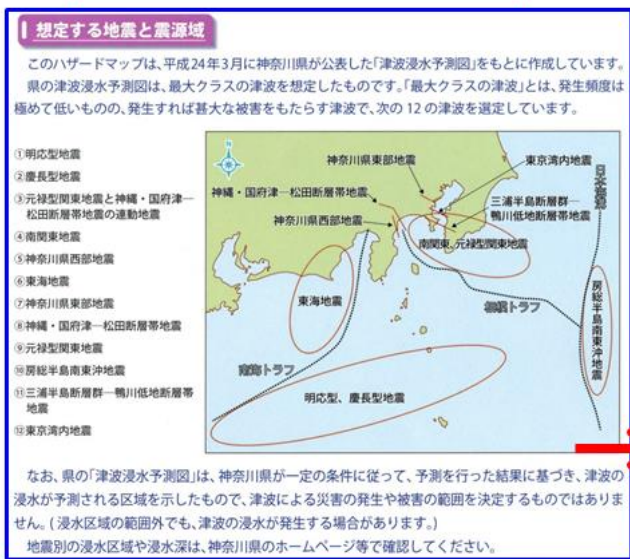 想定する地震と震源域
このハザードマップは、平成24年3月に神奈川県が公表した「津波浸水予測図」をもとに作成しています。
県の津波浸水予測図は、最大クラスの津波を想定したものです。「最大クラスの津波」とは、発生頻度は
極めて低いものの、発生すれば甚大な被害をもたらす津波で、次の12の津波を選定しています。
①明応型地震
②慶長型地震
③元禄型関東地震と神縄・国府津―
松田断層帯地震の連動地震
④南関東地震
⑤神奈川県西部地震
⑥東海地震
⑦神奈川県東部地震
⑧神縄・国府津―松田断層帯地震
⑨元禄型関東地震
⑩房総半島南東沖地震
⑪三浦半島断層群―鴨川低地断層帯
地震
⑫東京湾内地震
N
神奈川県東部地震
東京湾内地震
日本海溝
神縄・国府津―松田断層帯地震
三浦半島断層群―
鴨川低地断層帯地震
神奈川県西部地震
南関東、元禄型関東地震
東海地震
相模トラフ
房総半島南東沖地震
南海トラフ
明応型、慶長型地震
なお、県の「津波浸水予測図」は、神奈川県が一定の条件に従って、予測を行った結果に基づき、津波の
浸水が予測される区域を示したもので、津波による災害の発生や被害の範囲を決定するものではありま
せん。(浸水区域の範囲外でも、津波の浸水が発生する場合があります。)
地震別の浸水区域や浸水深は、神奈川県のホームページ等で確認してください。